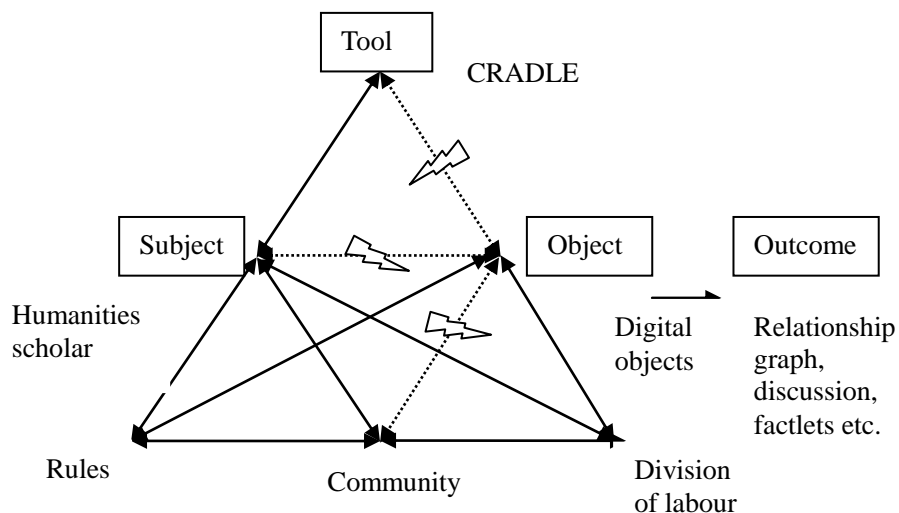 Tool
CRADLE
Subject
Object
Outcome
Humanities
scholar
Digital
objects
Relationship
graph,
discussion,
factlets etc.
Rules
Community
Division
of labour